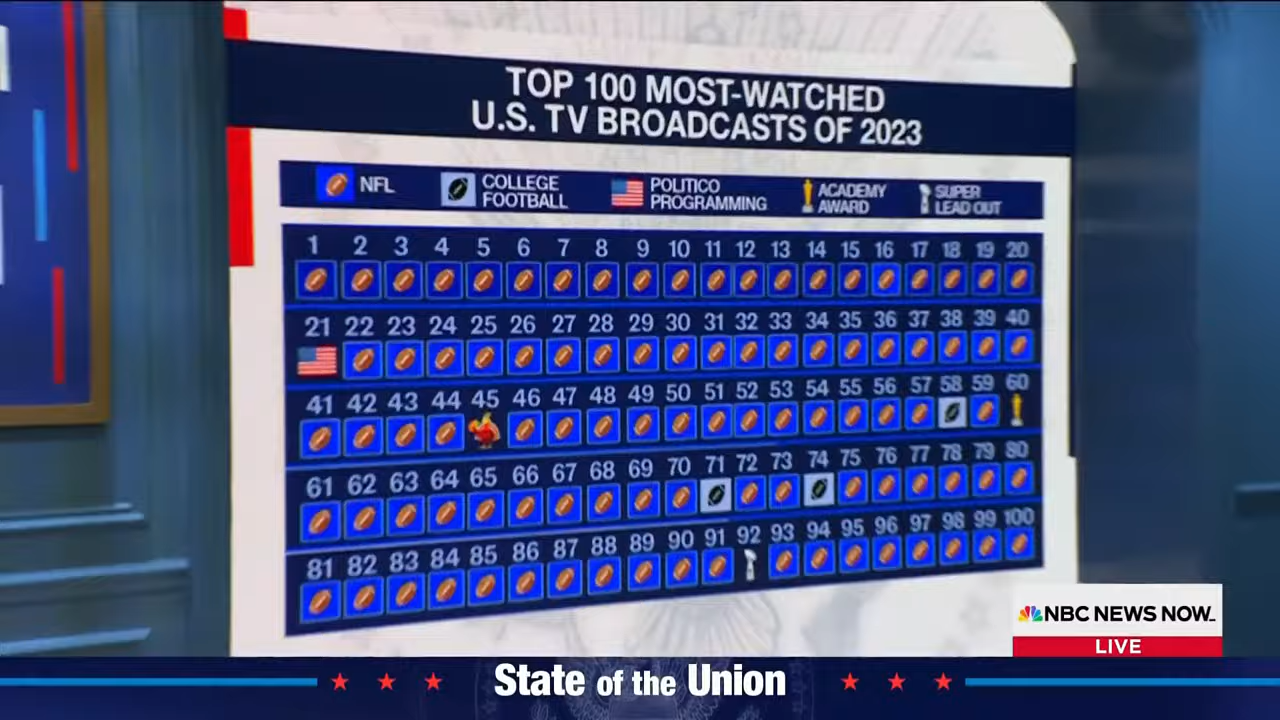 TOP 100 MOST-WATCHED
U.S. TV BROADCASTS OF 2023
NFL
COLLEGE
FOOTBALL
POLITICO
PROGRAMMING
ACADEMY
AWARD
SUPER
LEAD OUT
1 2 3 4 5 6 7 8 9 10 11 12 13 14 15 16 17 18 19 20
21 22 23 24 25 26 27 28 29 30 31 32 33 34 35 36 37 38 39 40
41 42 43 44 45 46 47 48 49 50 51 52 53 54 55 56 57 58 59 60
61 62 63 64 65 66 67 68 69 70 71 72 73 74 75 76 77 78 79 80
81 82 83 84 85 86 87 88 89 90 91 92 93 94 95 96 97 98 99 100
NBC NEWS NOW
LIVE
State of the Union